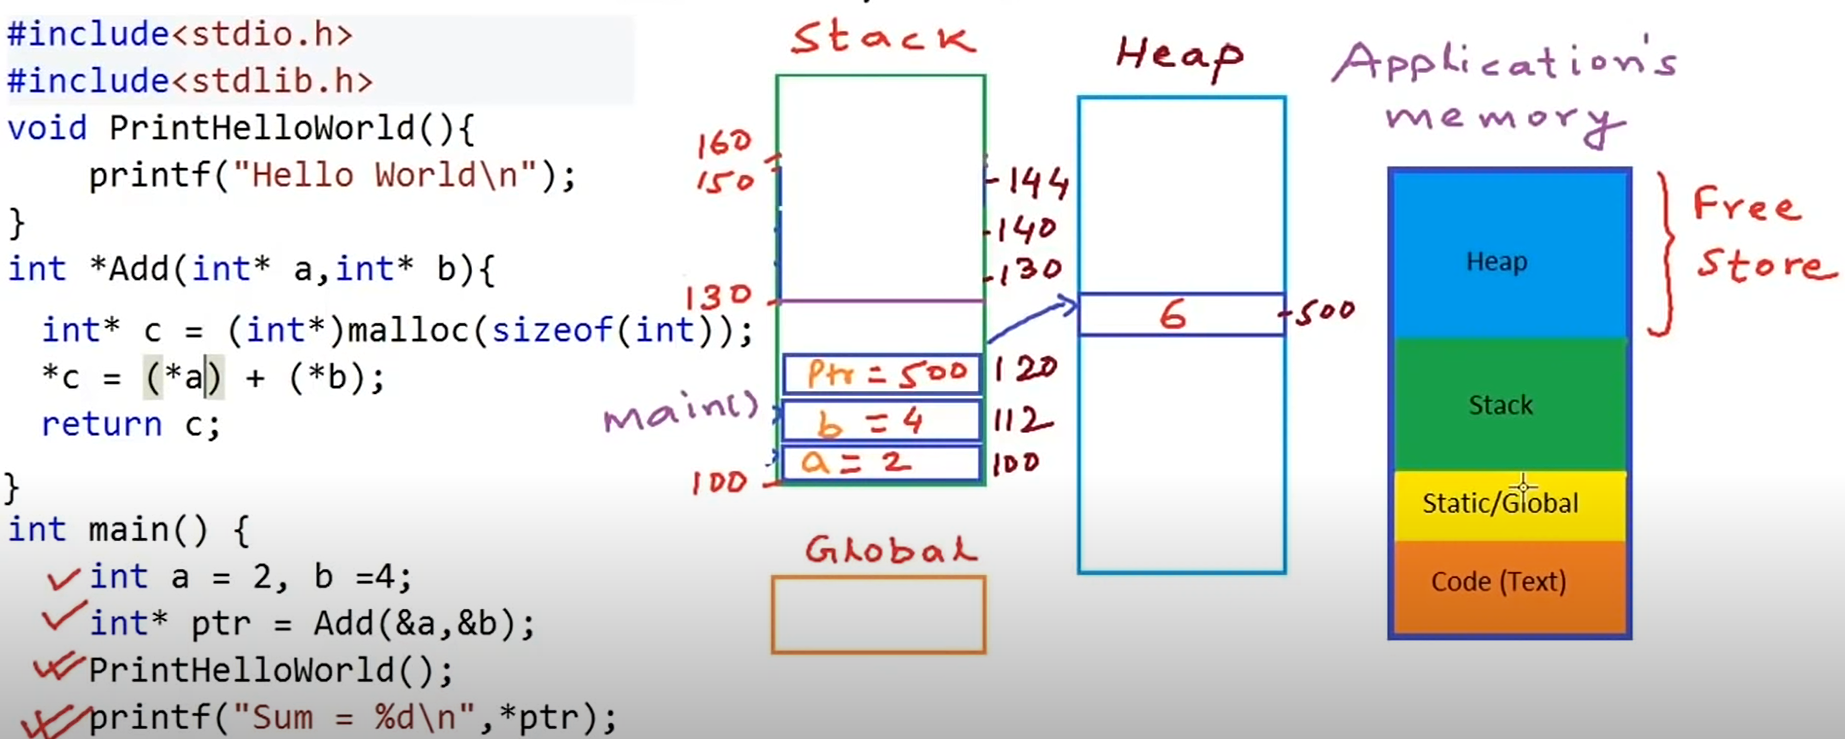 #include<stdio.h>
#include<stdlib.h>
void PrintHelloWorld(){
printf("Hello World\n");
}
int *Add(int* a,int* b){
int* c = (int*)malloc(sizeof(int));
*c = (*a) + (*b);
return c;
}
int main() {
int a = 2, b =4;
int* ptr = Add(&a,&b);
PrintHelloWorld();
printf("Sum = %d\n",*ptr);
Stack
160
150
144
140
130
130
Ptr = 500 120
main() b = 4 112
a = 2 100
100
Global
Heap
6 500
Application's
memory
Heap
Free
Store
Stack
Static/Global
Code (Text)